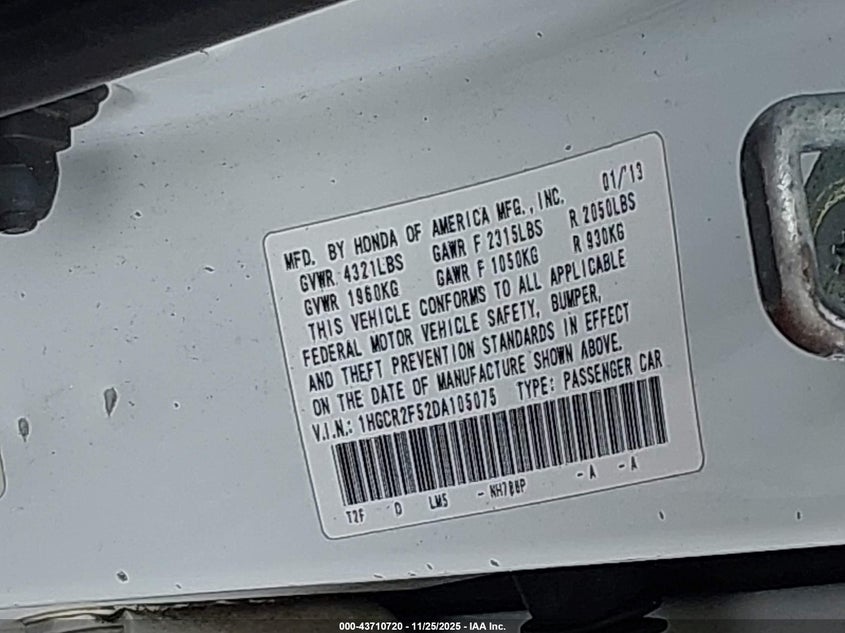 MFD. BY HONDA OF AMERICA MFG., INC. 01/'13
GVWR 4321LBS GAWR F 2315LBS R 2050LBS
GVWR 1960KG GAWR F 1050KG R 930KG
THIS VEHICLE CONFORMS TO ALL APPLICABLE
FEDERAL MOTOR VEHICLE SAFETY, BUMPER,
AND THEFT PREVENTION STANDARDS IN EFFECT
ON THE DATE OF MANUFACTURE SHOWN ABOVE.
V.I.N.: 1HGCR2F52DA105075 TYPE: PASSENGER CAR
T2F D LM5 - NH788P - A - A
000-43710720 - 11/25/2025 - IAA Inc.